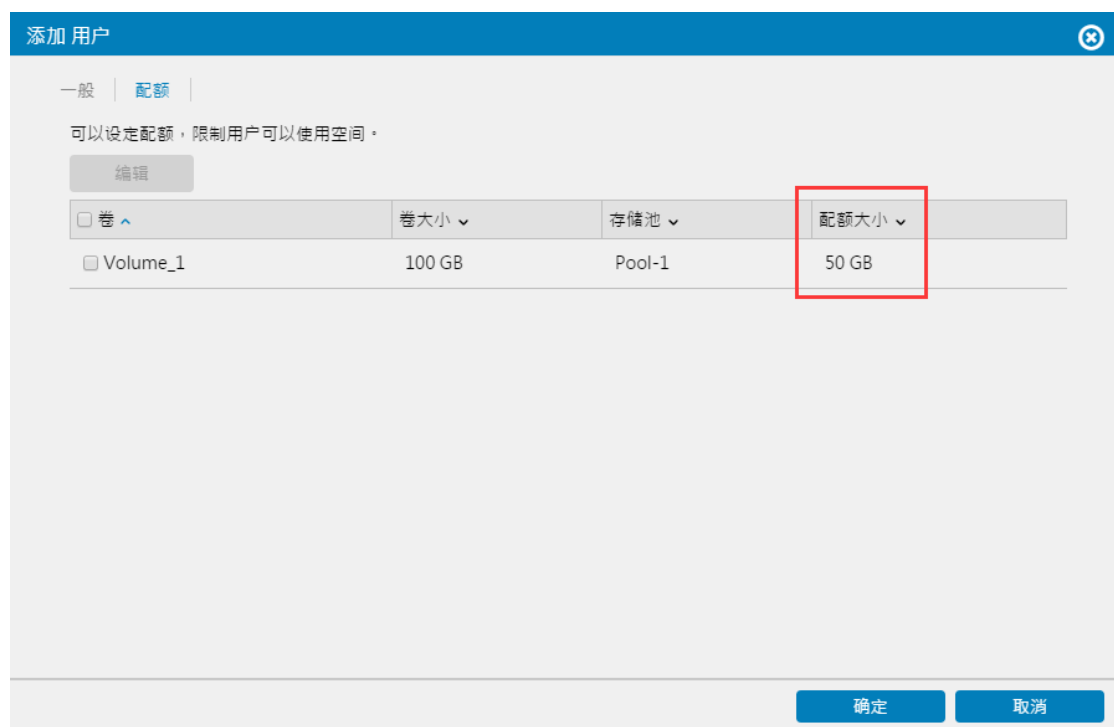 添加 用户
一般 配额
可以设定配额，限制用户可以使用空间。
编辑
卷 卷大小 存储池 配额大小
Volume_1 100 GB Pool-1 50 GB
确定 取消